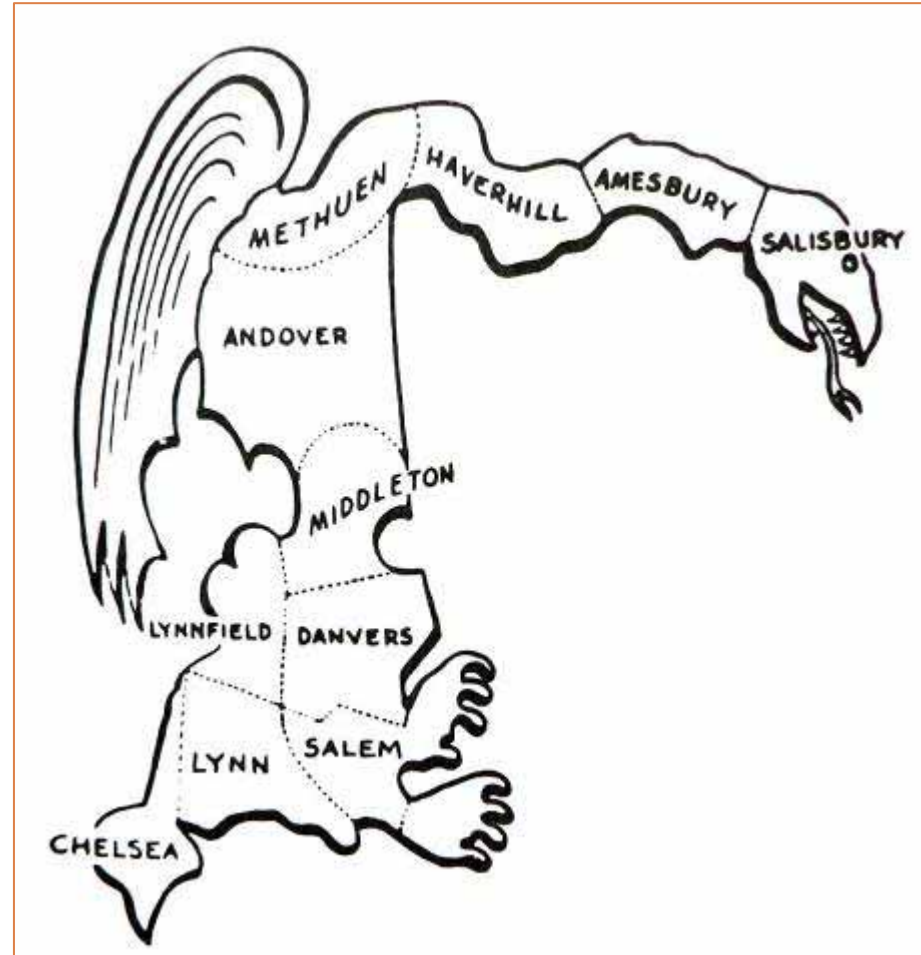 METHUEN
HAVERHILL
AMESBURY
SALISBURY
ANDOVER
MIDDLETON
LYNNFIELD
DANVERS
LYNN
SALEM
CHELSEA